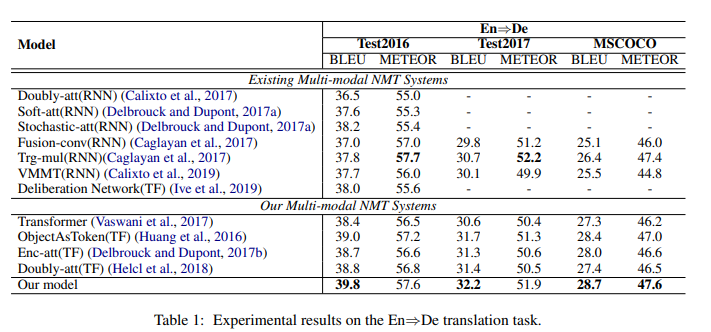 En⇒De
Model Test2016 Test2017 MSCOCO
BLEU METEOR BLEU METEOR BLEU METEOR
Existing Multi-modal NMT Systems
Doubly-att(RNN) (Calixto et al., 2017) 36.5 55.0 - - - -
Soft-att(RNN) (Delbrouck and Dupont, 2017a) 37.6 55.3 - - - -
Stochastic-att(RNN) (Delbrouck and Dupont, 2017a) 38.2 55.4 - - - -
Fusion-conv(RNN) (Caglayan et al., 2017) 37.0 57.0 29.8 51.2 25.1 46.0
Trg-mul(RNN)(Caglayan et al., 2017) 37.8 57.7 30.7 52.2 26.4 47.4
VMMT(RNN) (Calixto et al., 2019) 37.7 56.0 30.1 49.9 25.5 44.8
Deliberation Network(TF) (Ive et al., 2019) 38.0 55.6 - - - -
Our Multi-modal NMT Systems
Transformer (Vaswani et al., 2017) 38.4 56.5 30.6 50.4 27.3 46.2
ObjectAsToken(TF) (Huang et al., 2016) 39.0 57.2 31.7 51.3 28.4 47.0
Enc-att(TF) (Delbrouck and Dupont, 2017b) 38.7 56.6 31.3 50.6 28.0 46.6
Doubly-att(TF) (Helcl et al., 2018) 38.8 56.8 31.4 50.5 27.4 46.5
Our model 39.8 57.6 32.2 51.9 28.7 47.6
Table 1: Experimental results on the En⇒De translation task.